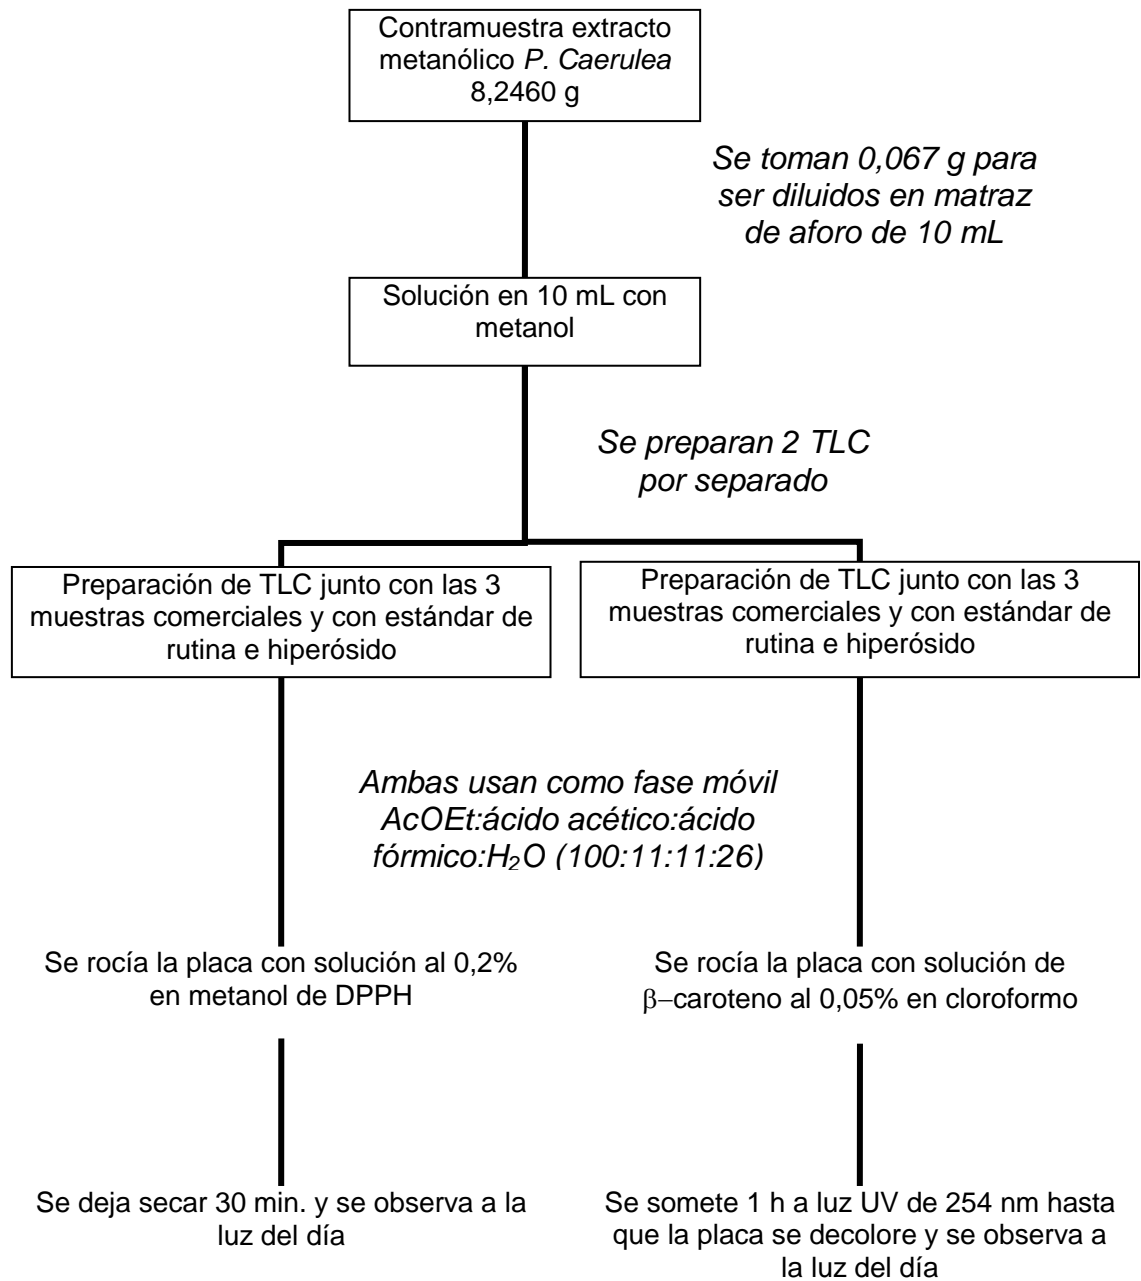 Contramuestra extracto
metanólico P. Caerulea
8,2460 g
Se toman 0,067 g para
ser diluidos en matraz
de aforo de 10 mL
Solución en 10 mL con
metanol
Se preparan 2 TLC
por separado
Preparación de TLC junto con las 3
muestras comerciales y con estándar de
rutina e hiperósido
Preparación de TLC junto con las 3
muestras comerciales y con estándar de
rutina e hiperósido
Ambas usan como fase móvil
AcOEt:ácido acético:ácido
fórmico:H₂O (100:11:11:26)
Se rocía la placa con solución al 0,2%
en metanol de DPPH
Se rocía la placa con solución de
β−caroteno al 0,05% en cloroformo
Se deja secar 30 min. y se observa a la
luz del día
Se somete 1 h a luz UV de 254 nm hasta
que la placa se decolore y se observa a
la luz del día